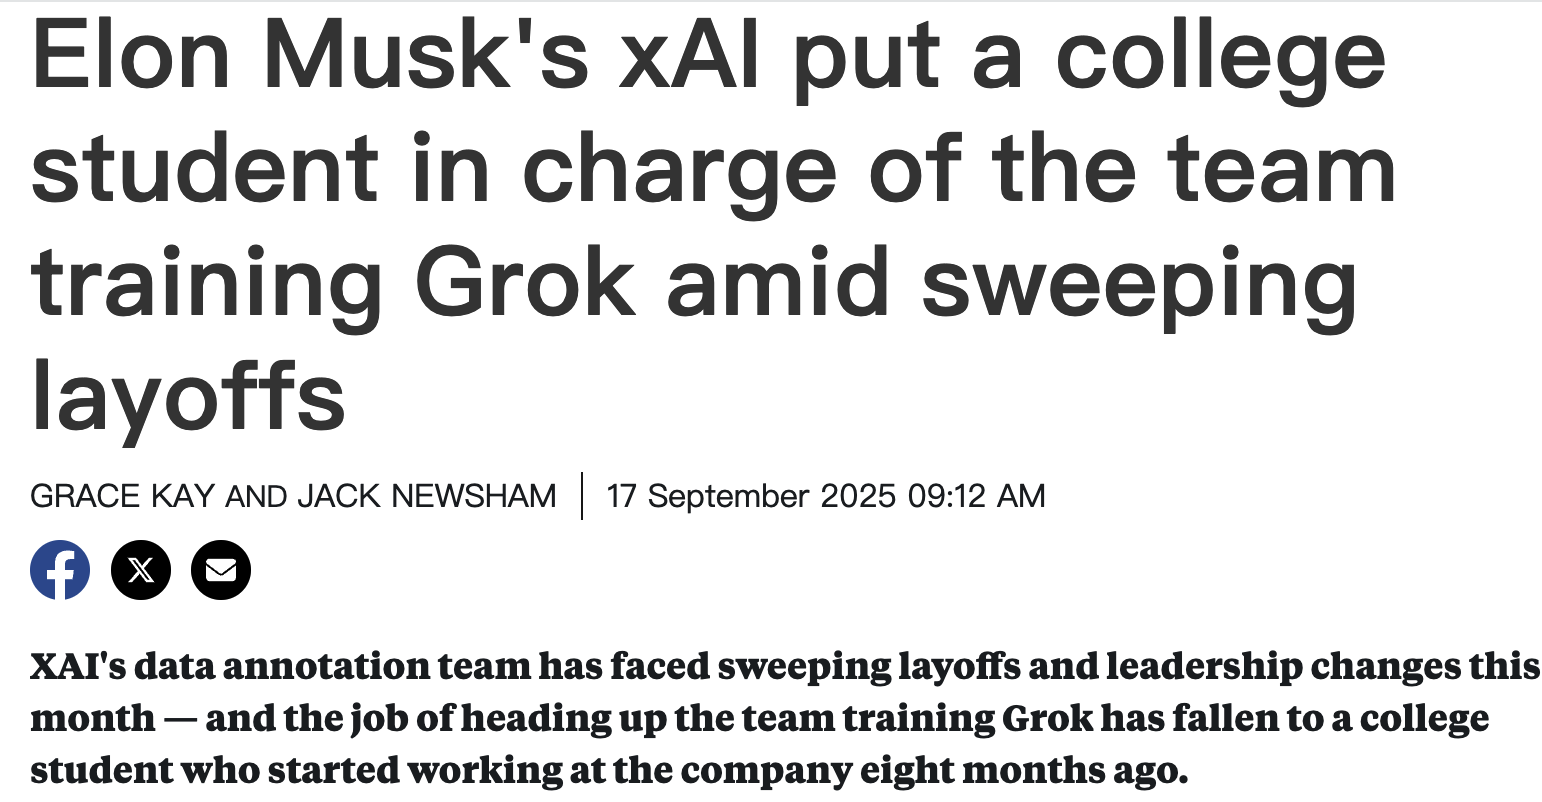 Elon Musk's xAI put a college
student in charge of the team
training Grok amid sweeping
layoffs
GRACE KAY AND JACK NEWSHAM | 17 September 2025 09:12 AM
XAI's data annotation team has faced sweeping layoffs and leadership changes this
month — and the job of heading up the team training Grok has fallen to a college
student who started working at the company eight months ago.